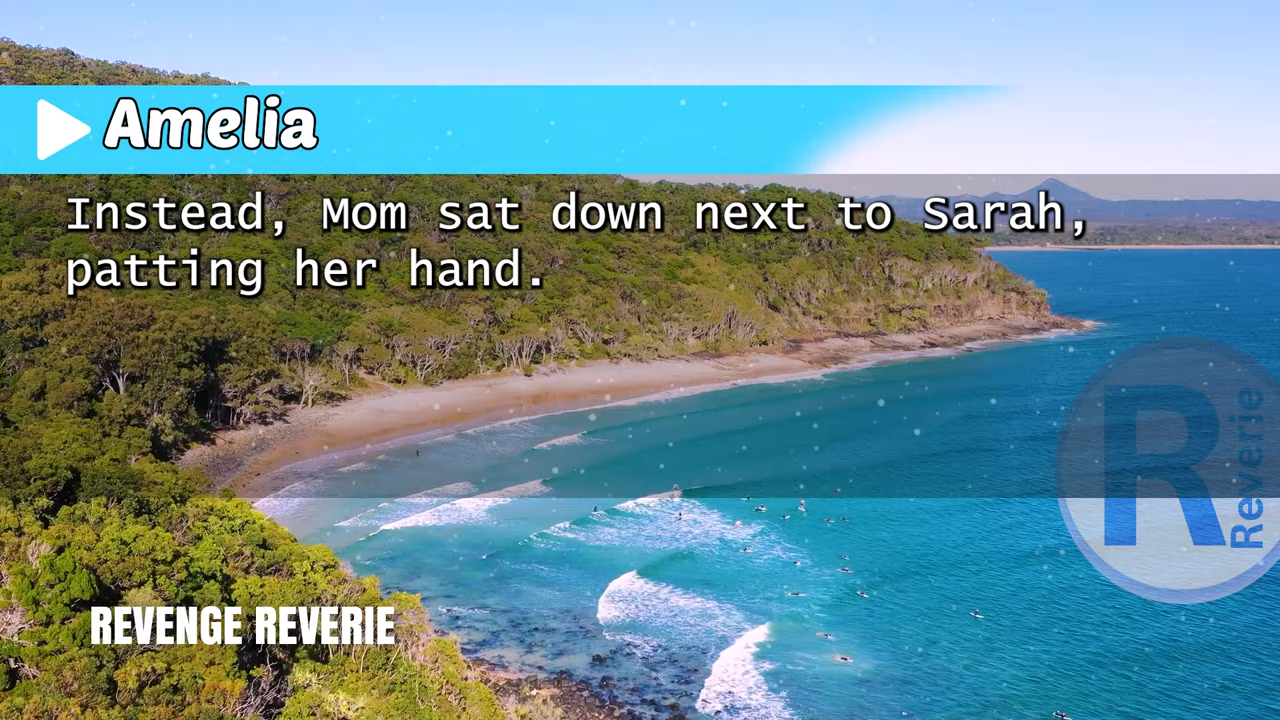 Amelia
Instead, Mom sat down next to Sarah,
patting her hand.
R
Reverie
REVENGE REVERIE